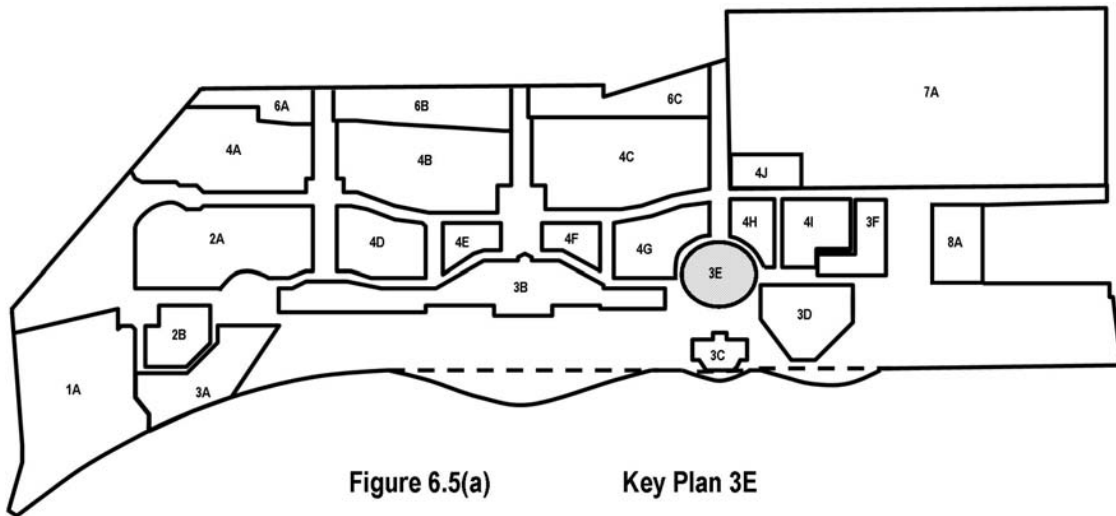 7A
6A
6B
6C
4A
4B
4C
4J
2A
4D
4E
4F
4G
4H
4I
3F
8A
3E
3B
3D
2B
3C
1A
3A
Figure 6.5(a) Key Plan 3E